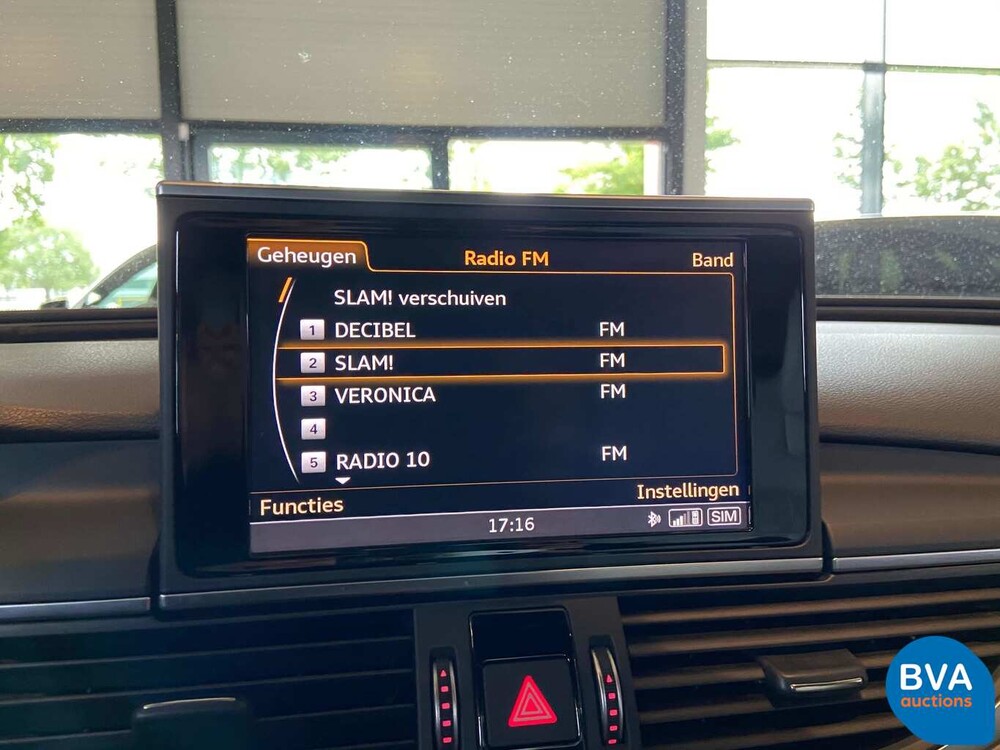 Geheugen Radio FM Band
SLAM! verschuiven
1 DECIBEL FM
2 SLAM! FM
3 VERONICA FM
4
5 RADIO 10 FM
Functies Instellingen
17:16 SIM
BVA
auctions